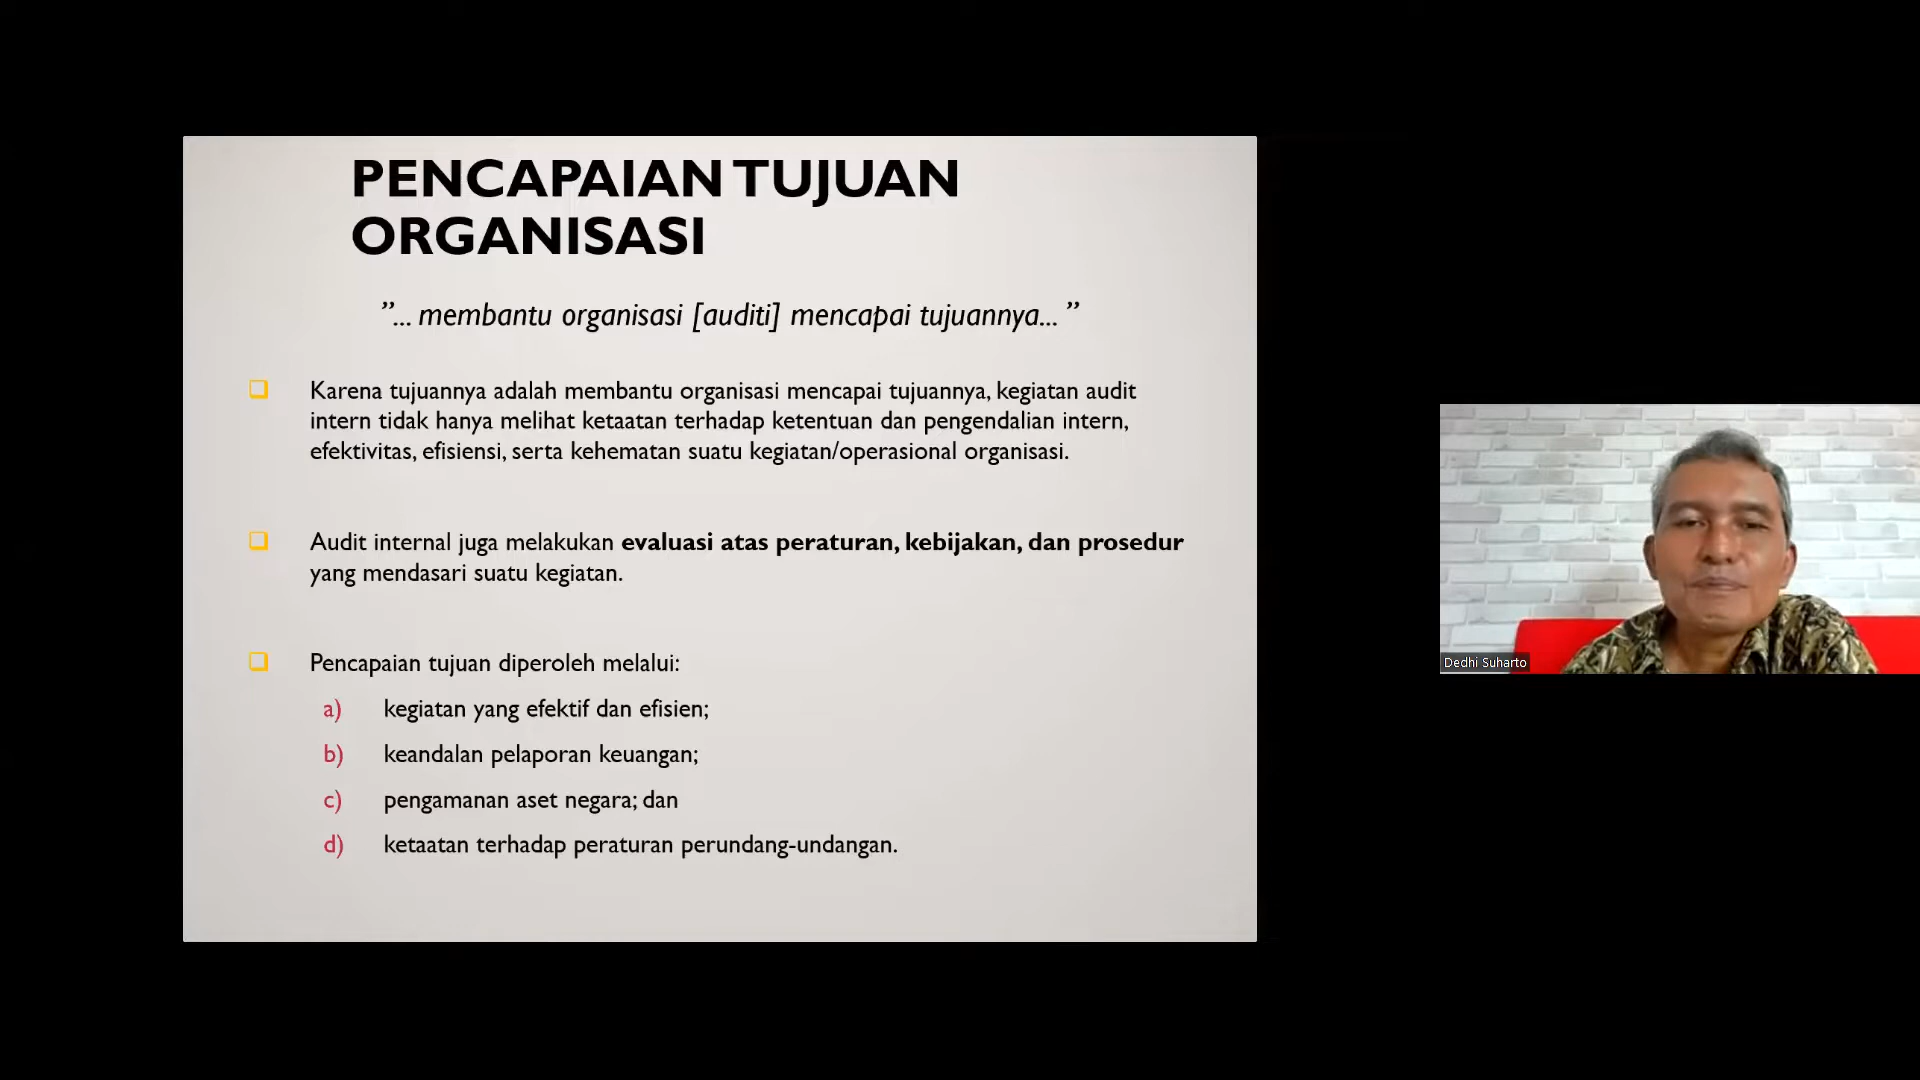 PENCAPAIAN TUJUAN
ORGANISASI
”... membantu organisasi [auditi] mencapai tujuannya... ”
❑ Karena tujuannya adalah membantu organisasi mencapai tujuannya, kegiatan audit
intern tidak hanya melihat ketaatan terhadap ketentuan dan pengendalian intern,
efektivitas, efisiensi, serta kehematan suatu kegiatan/operasional organisasi.
❑ Audit internal juga melakukan evaluasi atas peraturan, kebijakan, dan prosedur
yang mendasari suatu kegiatan.
❑ Pencapaian tujuan diperoleh melalui:
a) kegiatan yang efektif dan efisien;
b) keandalan pelaporan keuangan;
c) pengamanan aset negara; dan
d) ketaatan terhadap peraturan perundang-undangan.
Dedhi Suharto